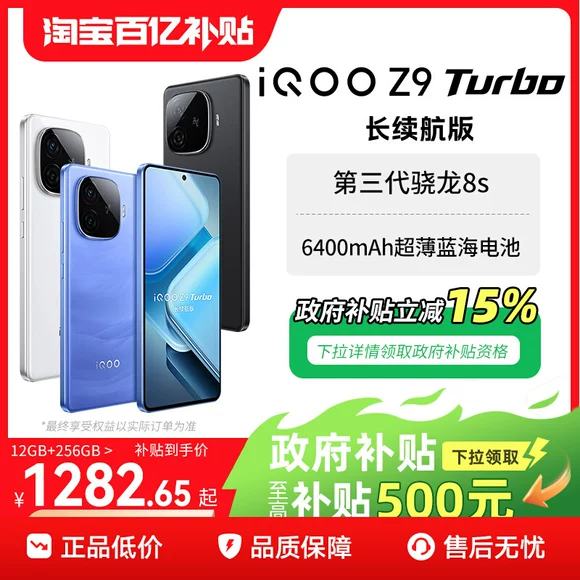 淘宝百亿补贴
iQOO Z9 Turbo
长续航版
第三代骁龙8s
6400mAh超薄蓝海电池
政府补贴立减15%
下拉详情领取政府补贴资格
iQOO Z9 Turbo
长续航版
iQOO
*最终享受权益以实际订单为准
12GB+256GB > 补贴到手价
¥1282.65起
政府补贴 下拉领取
至高补贴500元
正品低价 品质保障 售后无忧